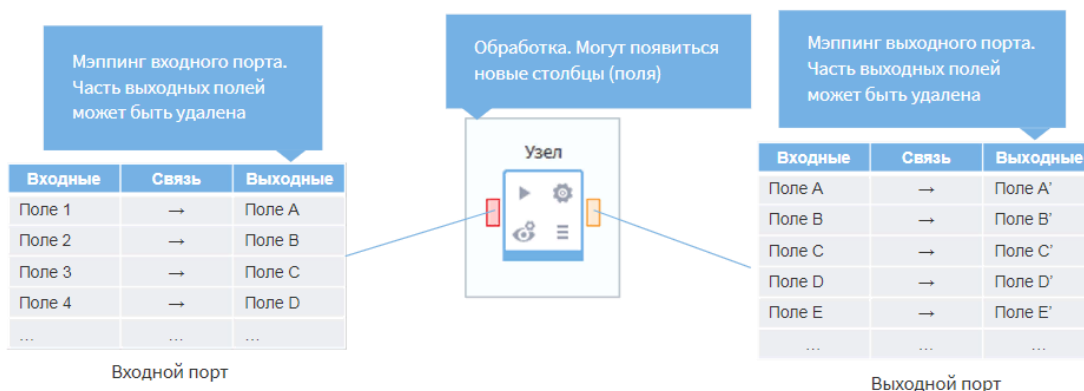 Мэппинг входного порта.
Часть выходных полей
может быть удалена
Входные Связь Выходные
Поле 1 → Поле A
Поле 2 → Поле B
Поле 3 → Поле C
Поле 4 → Поле D
... ... ...
Входной порт
Обработка. Могут появиться
новые столбцы (поля)
Узел
Мэппинг выходного порта.
Часть выходных полей
может быть удалена
Входные Связь Выходные
Поле A → Поле A'
Поле B → Поле B'
Поле C → Поле C'
Поле D → Поле D'
Поле E → Поле E'
... ... ...
Выходной порт